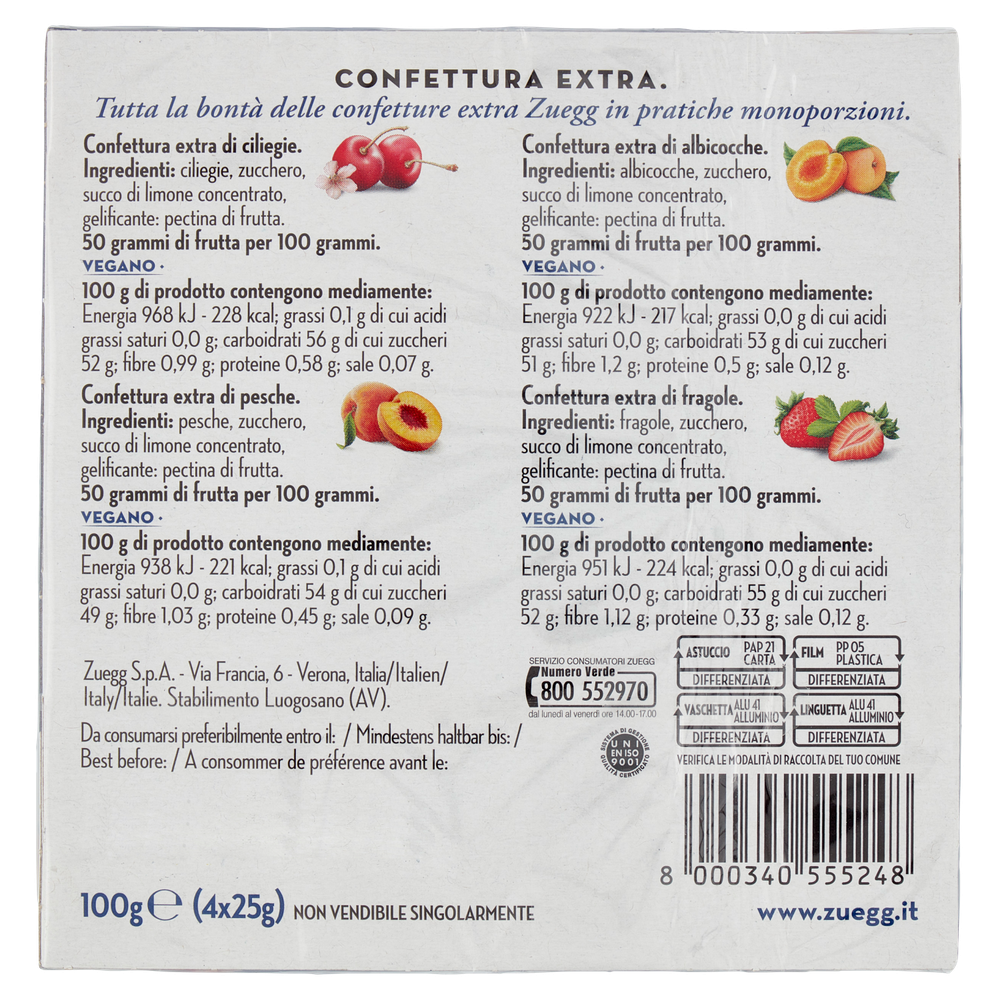 CONFETTURA EXTRA.
Tutta la bontà delle confetture extra Zuegg in pratiche monoporzioni.
Confettura extra di ciliegie.
Ingredienti: ciliegie, zucchero,
succo di limone concentrato,
gelificante: pectina di frutta.
50 grammi di frutta per 100 grammi.
VEGANO •
100 g di prodotto contengono mediamente:
Energia 968 kJ - 228 kcal; grassi 0,1 g di cui acidi
grassi saturi 0,0 g; carboidrati 56 g di cui zuccheri
52 g; fibre 0,99 g; proteine 0,58 g; sale 0,07 g.
Confettura extra di albicocche.
Ingredienti: albicocche, zucchero,
succo di limone concentrato,
gelificante: pectina di frutta.
50 grammi di frutta per 100 grammi.
VEGANO •
100 g di prodotto contengono mediamente:
Energia 922 kJ - 217 kcal; grassi 0,0 g di cui acidi
grassi saturi 0,0 g; carboidrati 53 g di cui zuccheri
51 g; fibre 1,2 g; proteine 0,5 g; sale 0,12 g.
Confettura extra di pesche.
Ingredienti: pesche, zucchero,
succo di limone concentrato,
gelificante: pectina di frutta.
50 grammi di frutta per 100 grammi.
VEGANO •
100 g di prodotto contengono mediamente:
Energia 938 kJ - 221 kcal; grassi 0,1 g di cui acidi
grassi saturi 0,0 g; carboidrati 54 g di cui zuccheri
49 g; fibre 1,03 g; proteine 0,45 g; sale 0,09 g.
Confettura extra di fragole.
Ingredienti: fragole, zucchero,
succo di limone concentrato,
gelificante: pectina di frutta.
50 grammi di frutta per 100 grammi.
VEGANO •
100 g di prodotto contengono mediamente:
Energia 951 kJ - 224 kcal; grassi 0,0 g di cui acidi
grassi saturi 0,0 g; carboidrati 55 g di cui zuccheri
52 g; fibre 1,12 g; proteine 0,33 g; sale 0,12 g.
Zuegg S.p.A. - Via Francia, 6 - Verona, Italia/Italien/
Italy/Italie. Stabilimento Luogosano (AV).
Da consumarsi preferibilmente entro il: / Mindestens haltbar bis: /
Best before: / A consommer de préférence avant le:
SERVIZIO CONSUMATORI ZUEGG
Numero Verde
800 552970
dal lunedì al venerdì ore 14.00-17.00
SISTEMA DI GESTIONE
UNI
EN ISO
9001
QUALITÀ CERTIFICATO
ASTUCCIO PAP 21
CARTA
DIFFERENZIATA
FILM PP 05
PLASTICA
DIFFERENZIATA
VASCHETTA ALU 41
ALLUMINIO
DIFFERENZIATA
LINGUETTA ALU 41
ALLUMINIO
DIFFERENZIATA
VERIFICA LE MODALITÀ DI RACCOLTA DEL TUO COMUNE
8 000340 555248
100g ℮ (4x25g) NON VENDIBILE SINGOLARMENTE
www.zuegg.it